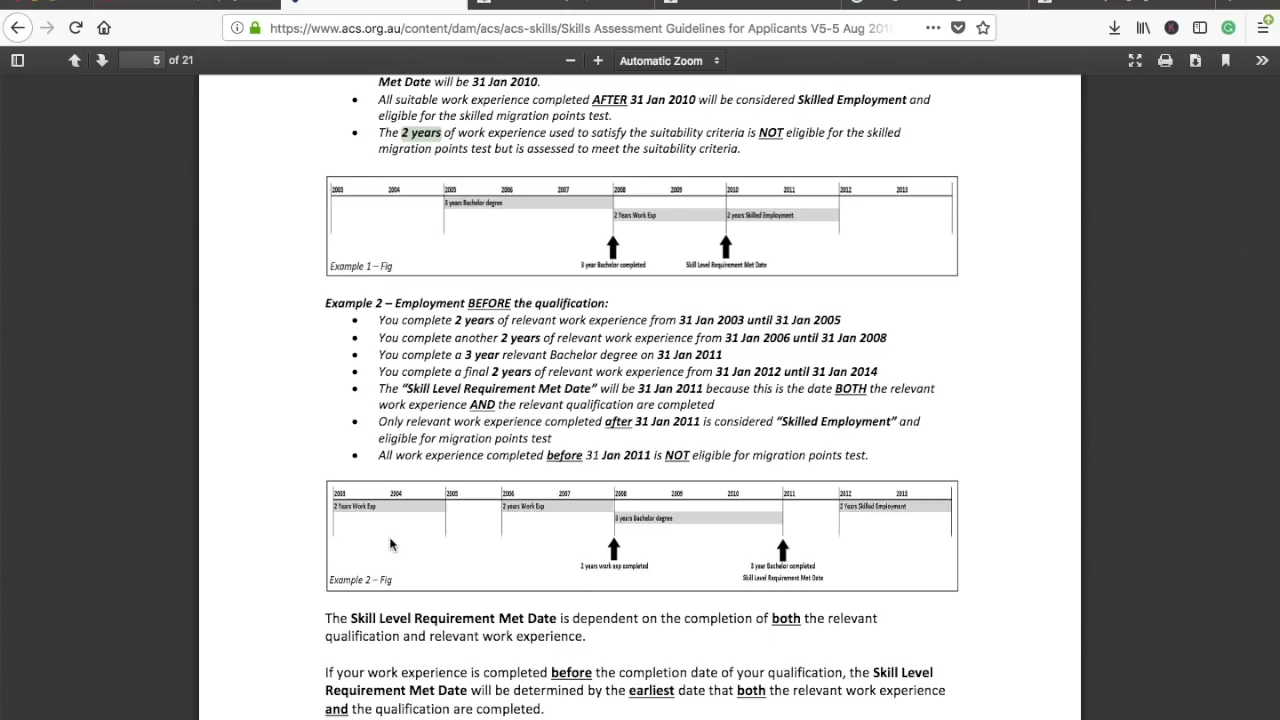 https://www.acs.org.au/content/dam/acs/acs-skills/Skills Assessment Guidelines for Applicants V5-5 Aug 201
5 of 21
Automatic Zoom
Met Date will be 31 Jan 2010.
• All suitable work experience completed AFTER 31 Jan 2010 will be considered Skilled Employment and
eligible for the skilled migration points test.
• The 2 years of work experience used to satisfy the suitability criteria is NOT eligible for the skilled
migration points test but is assessed to meet the suitability criteria.
2003 2004 2005 2006 2007 2008 2009 2010 2011 2012 2013
3 years Bachelor degree
2 Years Work Exp 2 years Skilled Employment
3 year Bachelor completed Skill Level Requirement Met Date
Example 1 – Fig
Example 2 – Employment BEFORE the qualification:
• You complete 2 years of relevant work experience from 31 Jan 2003 until 31 Jan 2005
• You complete another 2 years of relevant work experience from 31 Jan 2006 until 31 Jan 2008
• You complete a 3 year relevant Bachelor degree on 31 Jan 2011
• You complete a final 2 years of relevant work experience from 31 Jan 2012 until 31 Jan 2014
• The “Skill Level Requirement Met Date” will be 31 Jan 2011 because this is the date BOTH the relevant
work experience AND the relevant qualification are completed
• Only relevant work experience completed after 31 Jan 2011 is considered “Skilled Employment” and
eligible for migration points test
• All work experience completed before 31 Jan 2011 is NOT eligible for migration points test.
2003 2004 2005 2006 2007 2008 2009 2010 2011 2012 2013
2 Years Work Exp 2 years Work Exp 2 Years Skilled Employment
3 years Bachelor degree
2 years work exp completed 3 year Bachelor completed
Skill Level Requirement Met Date
Example 2 – Fig
The Skill Level Requirement Met Date is dependent on the completion of both the relevant
qualification and relevant work experience.
If your work experience is completed before the completion date of your qualification, the Skill Level
Requirement Met Date will be determined by the earliest date that both the relevant work experience
and the qualification are completed.